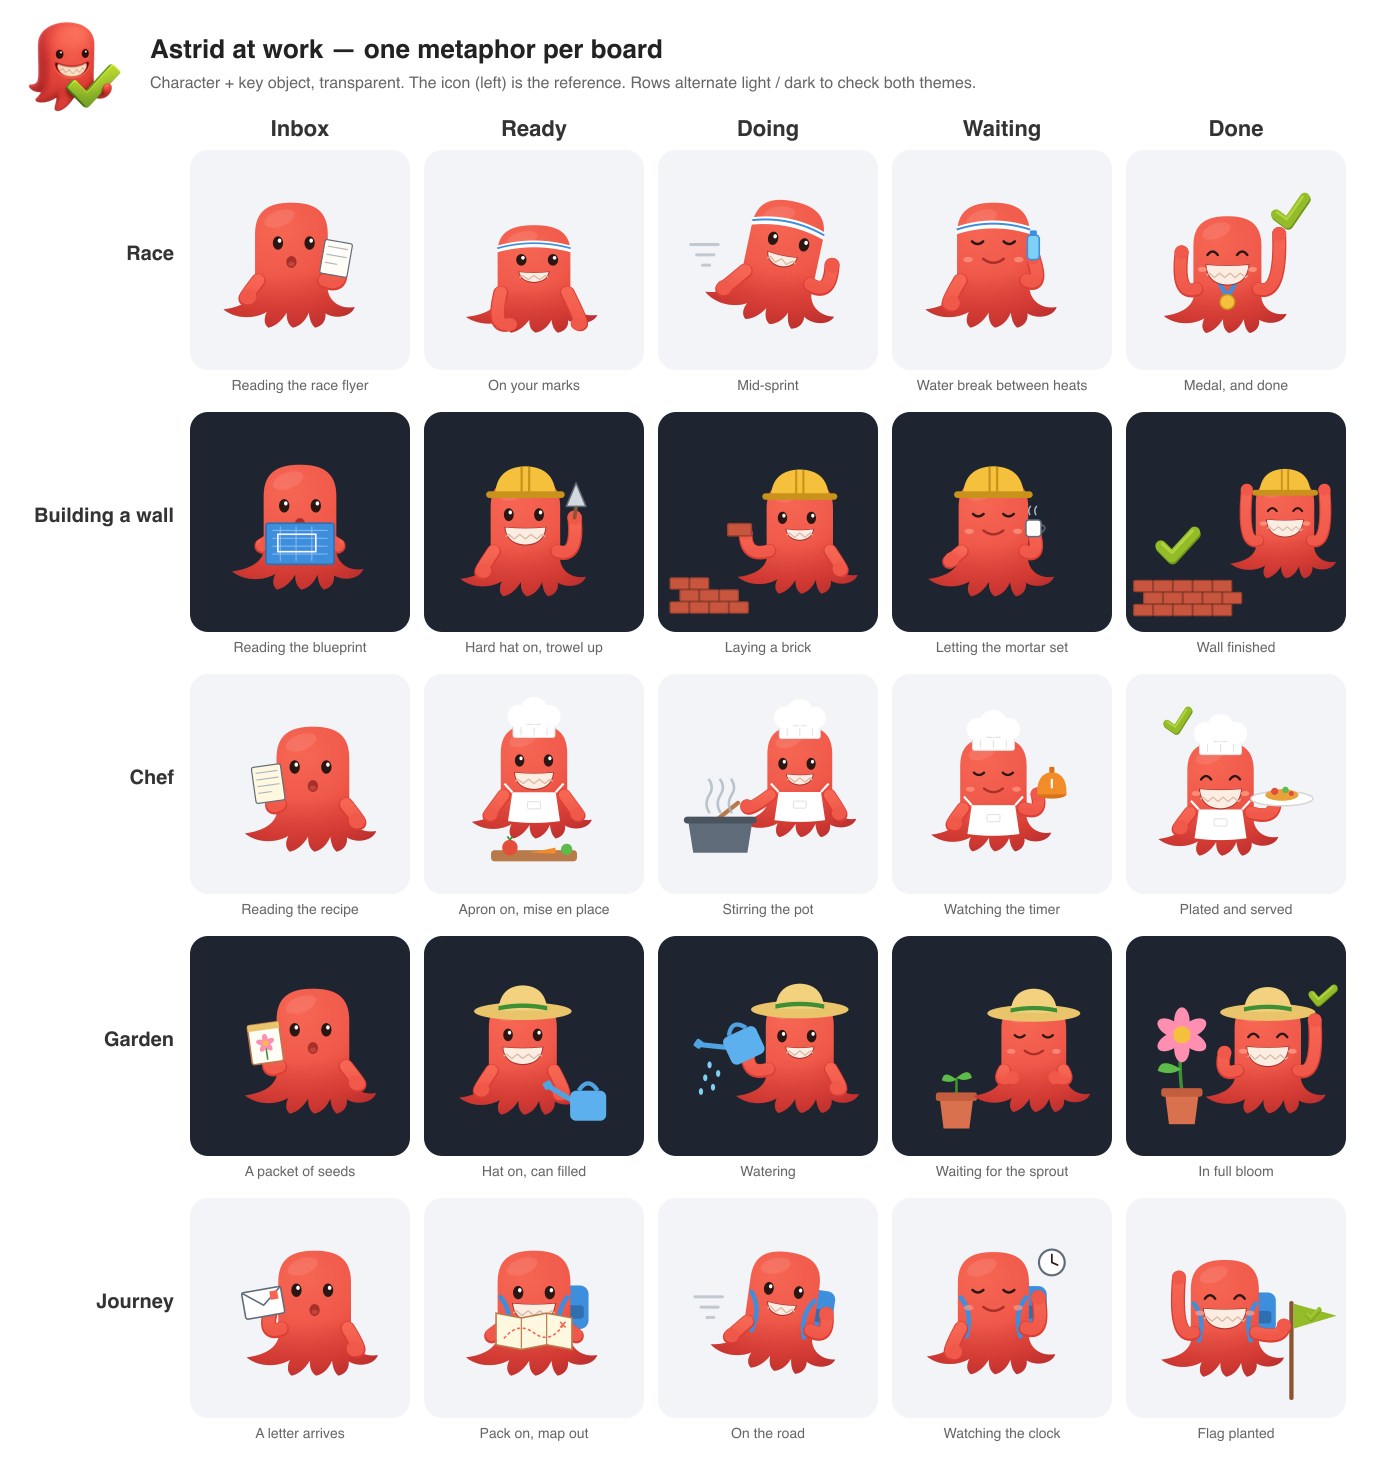 Astrid at work — one metaphor per board
Character + key object, transparent. The icon (left) is the reference. Rows alternate light / dark to check both themes.
Inbox Ready Doing Waiting Done
Race
Reading the race flyer On your marks Mid-sprint Water break between heats Medal, and done
Building a wall
Reading the blueprint Hard hat on, trowel up Laying a brick Letting the mortar set Wall finished
Chef
Reading the recipe Apron on, mise en place Stirring the pot Watching the timer Plated and served
Garden
A packet of seeds Hat on, can filled Watering Waiting for the sprout In full bloom
Journey
A letter arrives Pack on, map out On the road Watching the clock Flag planted